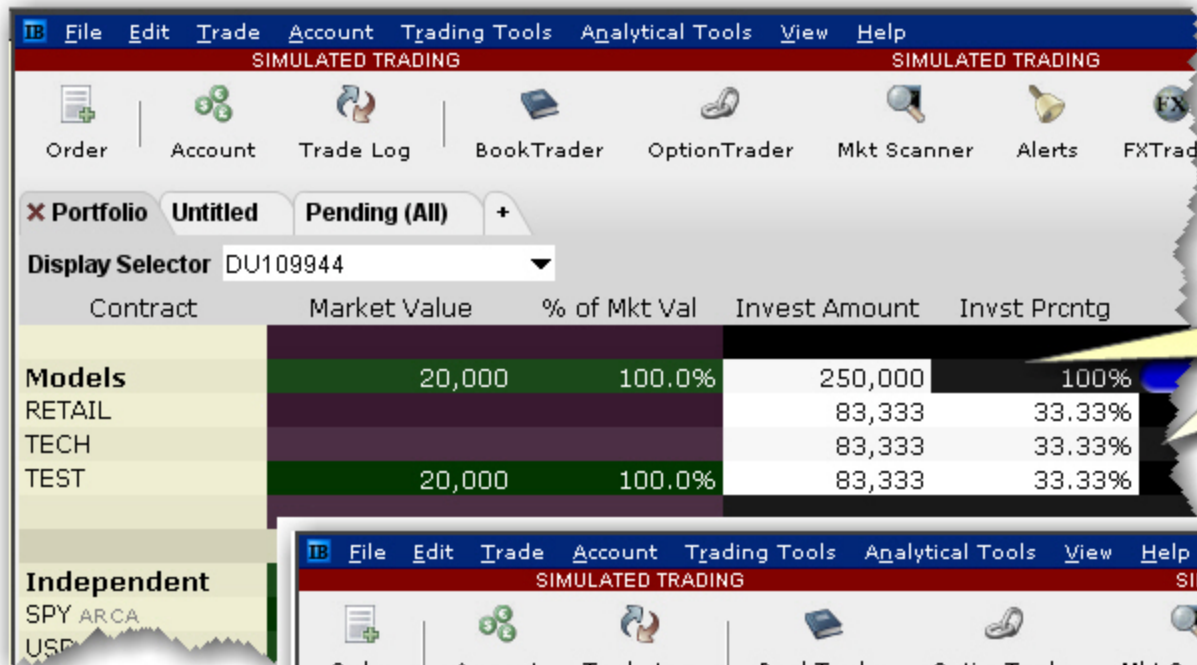 IB File Edit Trade Account Trading Tools Analytical Tools View Help
SIMULATED TRADING SIMULATED TRADING
FX
Order Account Trade Log BookTrader OptionTrader Mkt Scanner Alerts FXTrad
Portfolio Untitled Pending (All) +
Display Selector DU109944
Contract Market Value % of Mkt Val Invest Amount Invst Prcntg
Models 20,000 100.0% 250,000 100%
RETAIL 83,333 33.33%
TECH 83,333 33.33%
TEST 20,000 100.0% 83,333 33.33%
IB File Edit Trade Account Trading Tools Analytical Tools View Help
Independent SIMULATED TRADING SI
SPY ARCA